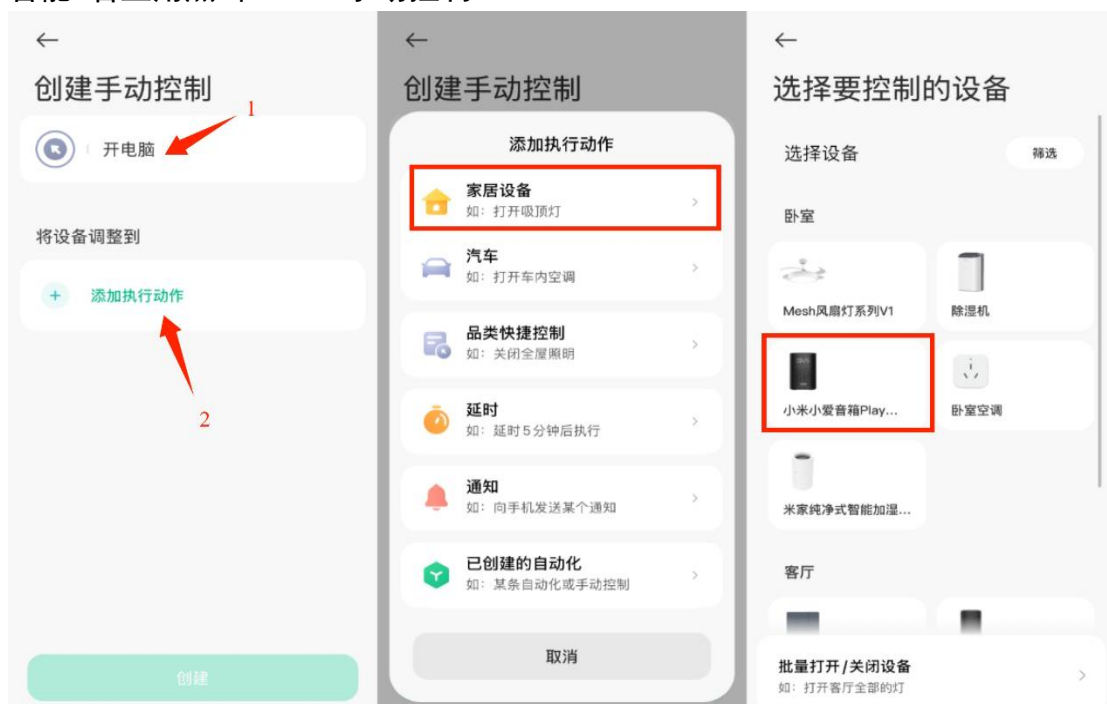 创建手动控制
1
开电脑
将设备调整到
添加执行动作
2
创建
创建手动控制
添加执行动作
家居设备
如：打开吸顶灯
汽车
如：打开车内空调
品类快捷控制
如：关闭全屋照明
延时
如：延时5分钟后执行
通知
如：向手机发送某个通知
已创建的自动化
如：某条自动化或手动控制
取消
选择要控制的设备
选择设备
筛选
卧室
Mesh风扇灯系列V1
除湿机
小米小爱音箱Play...
卧室空调
米家纯净式智能加湿...
客厅
批量打开/关闭设备
如：打开客厅全部的灯